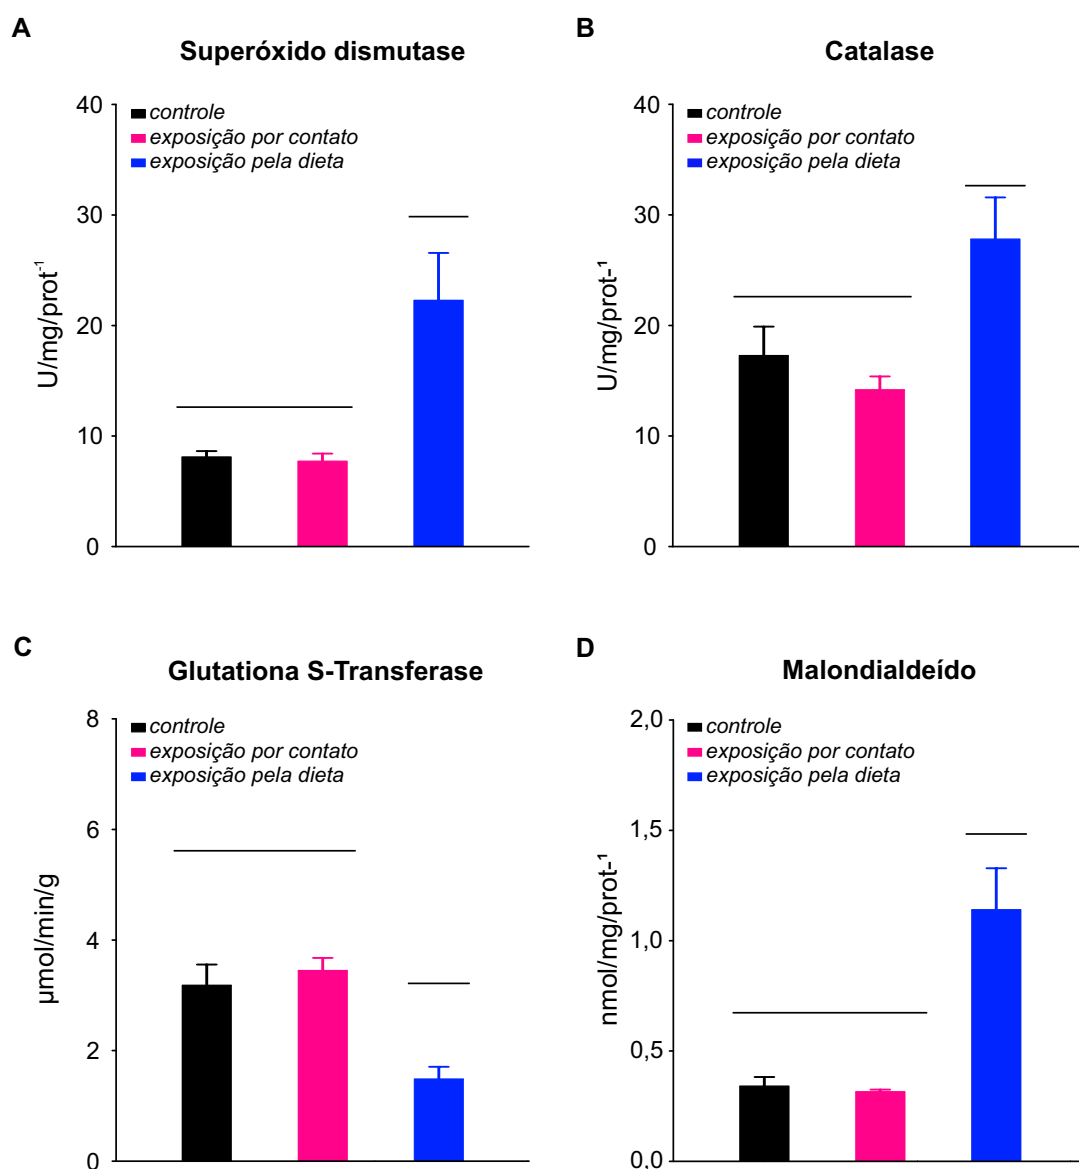 A
Superóxido dismutase
40
30
20
10
0
U/mg/prot⁻¹
controle
exposição por contato
exposição pela dieta
B
Catalase
40
30
20
10
0
U/mg/prot-¹
controle
exposição por contato
exposição pela dieta
C
Glutationa S-Transferase
8
6
4
2
0
µmol/min/g
controle
exposição por contato
exposição pela dieta
D
Malondialdeído
2,0
1,5
1,0
0,5
0,0
nmol/mg/prot-¹
controle
exposição por contato
exposição pela dieta